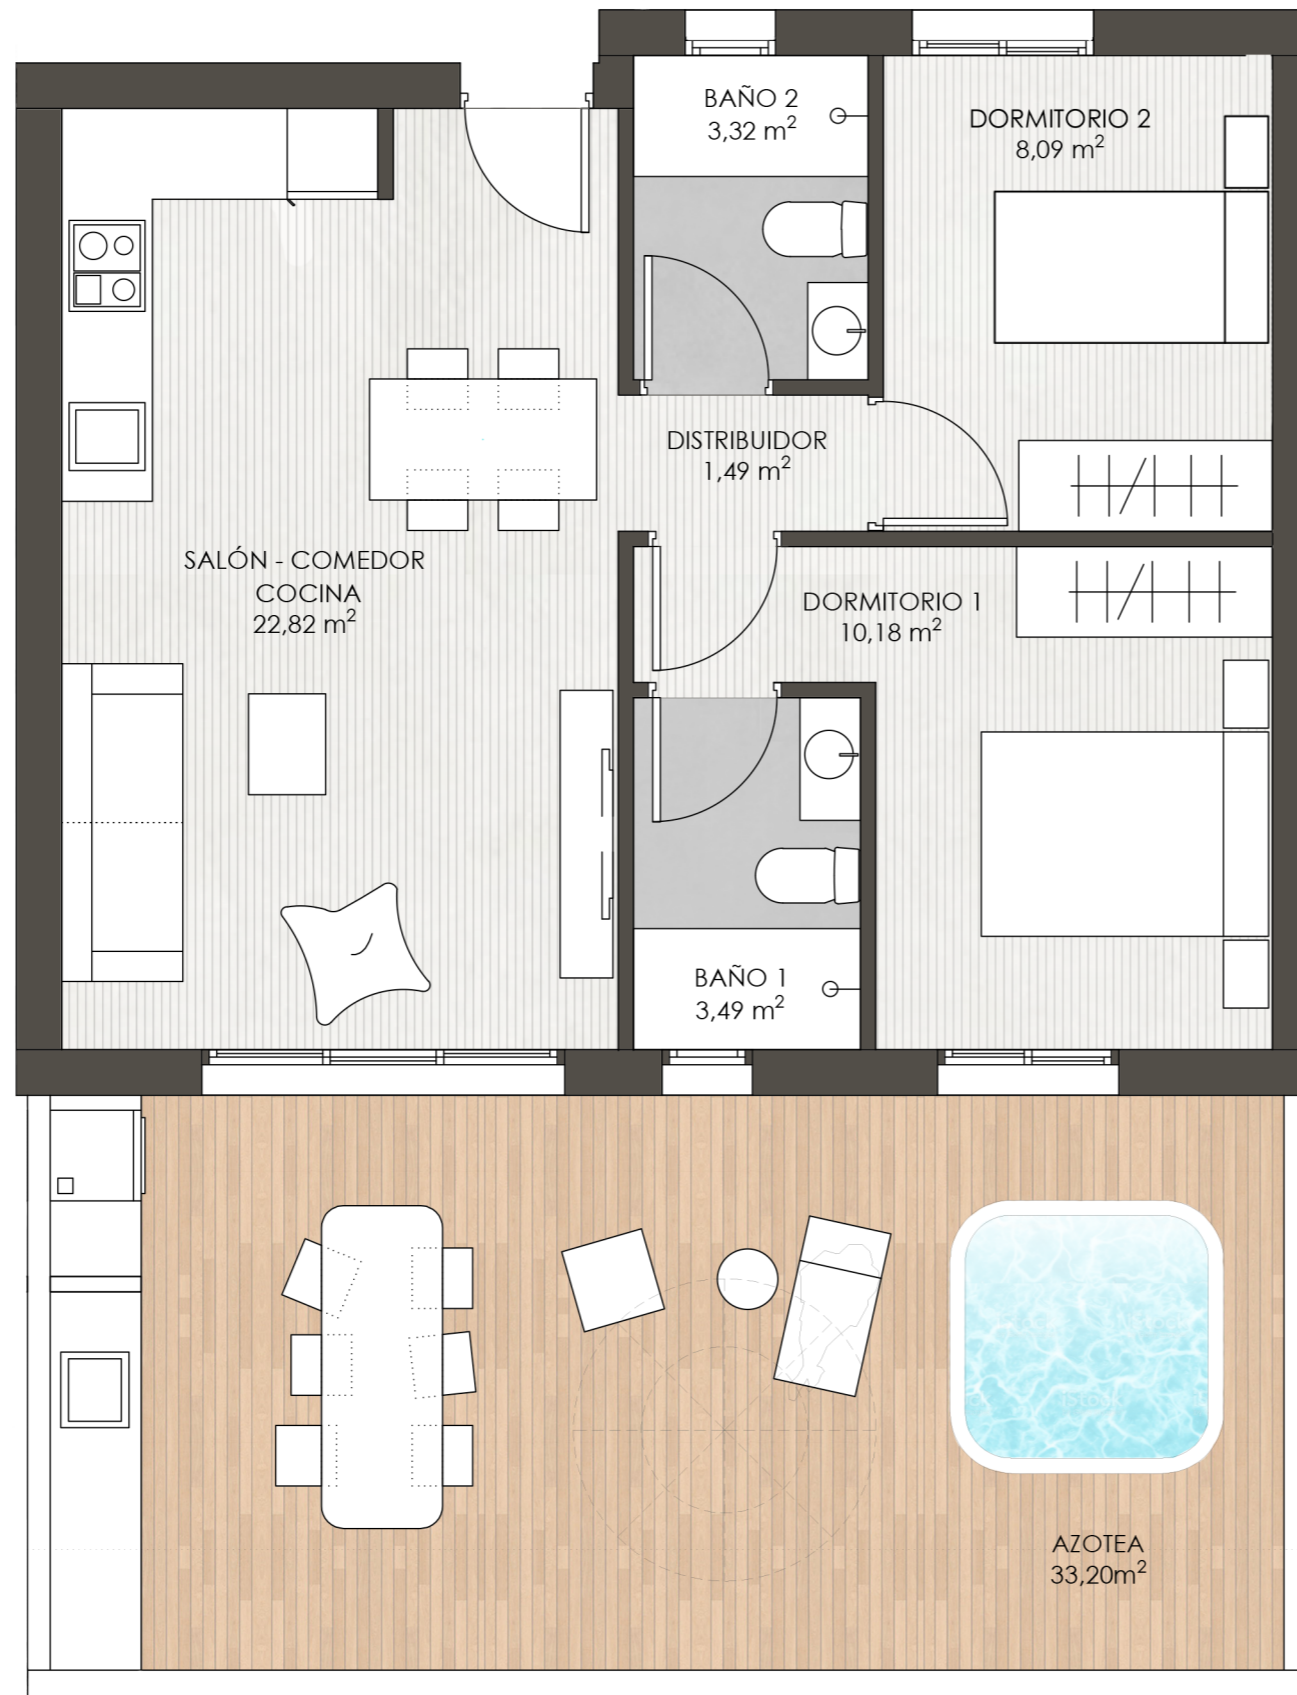 BAÑO 2
3,32 m²
DORMITORIO 2
8,09 m²
DISTRIBUIDOR
1,49 m²
SALÓN - COMEDOR
COCINA
22,82 m²
DORMITORIO 1
10,18 m²
BAÑO 1
3,49 m²
AZOTEA
33,20m²